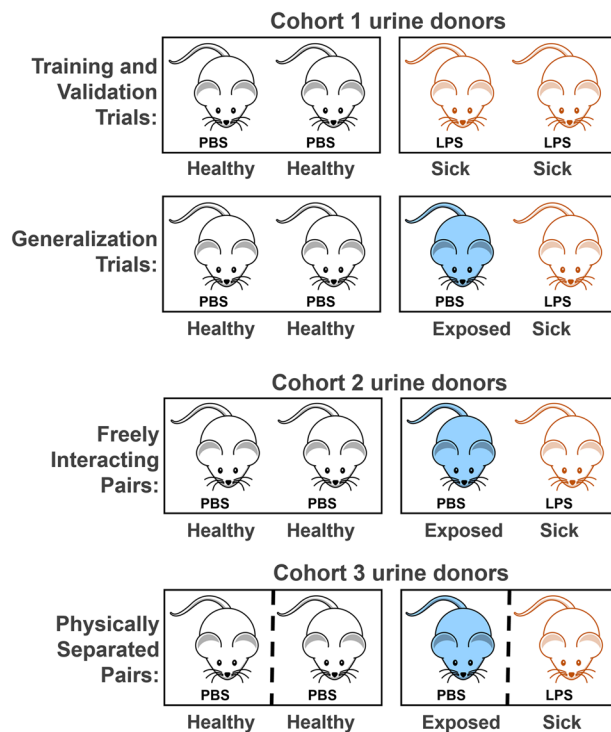 Cohort 1 urine donors
Training and
Validation
Trials:
PBS PBS LPS LPS
Healthy Healthy Sick Sick
Generalization
Trials:
PBS PBS PBS LPS
Healthy Healthy Exposed Sick
Cohort 2 urine donors
Freely
Interacting
Pairs:
PBS PBS PBS LPS
Healthy Healthy Exposed Sick
Cohort 3 urine donors
Physically
Separated
Pairs:
PBS PBS PBS LPS
Healthy Healthy Exposed Sick